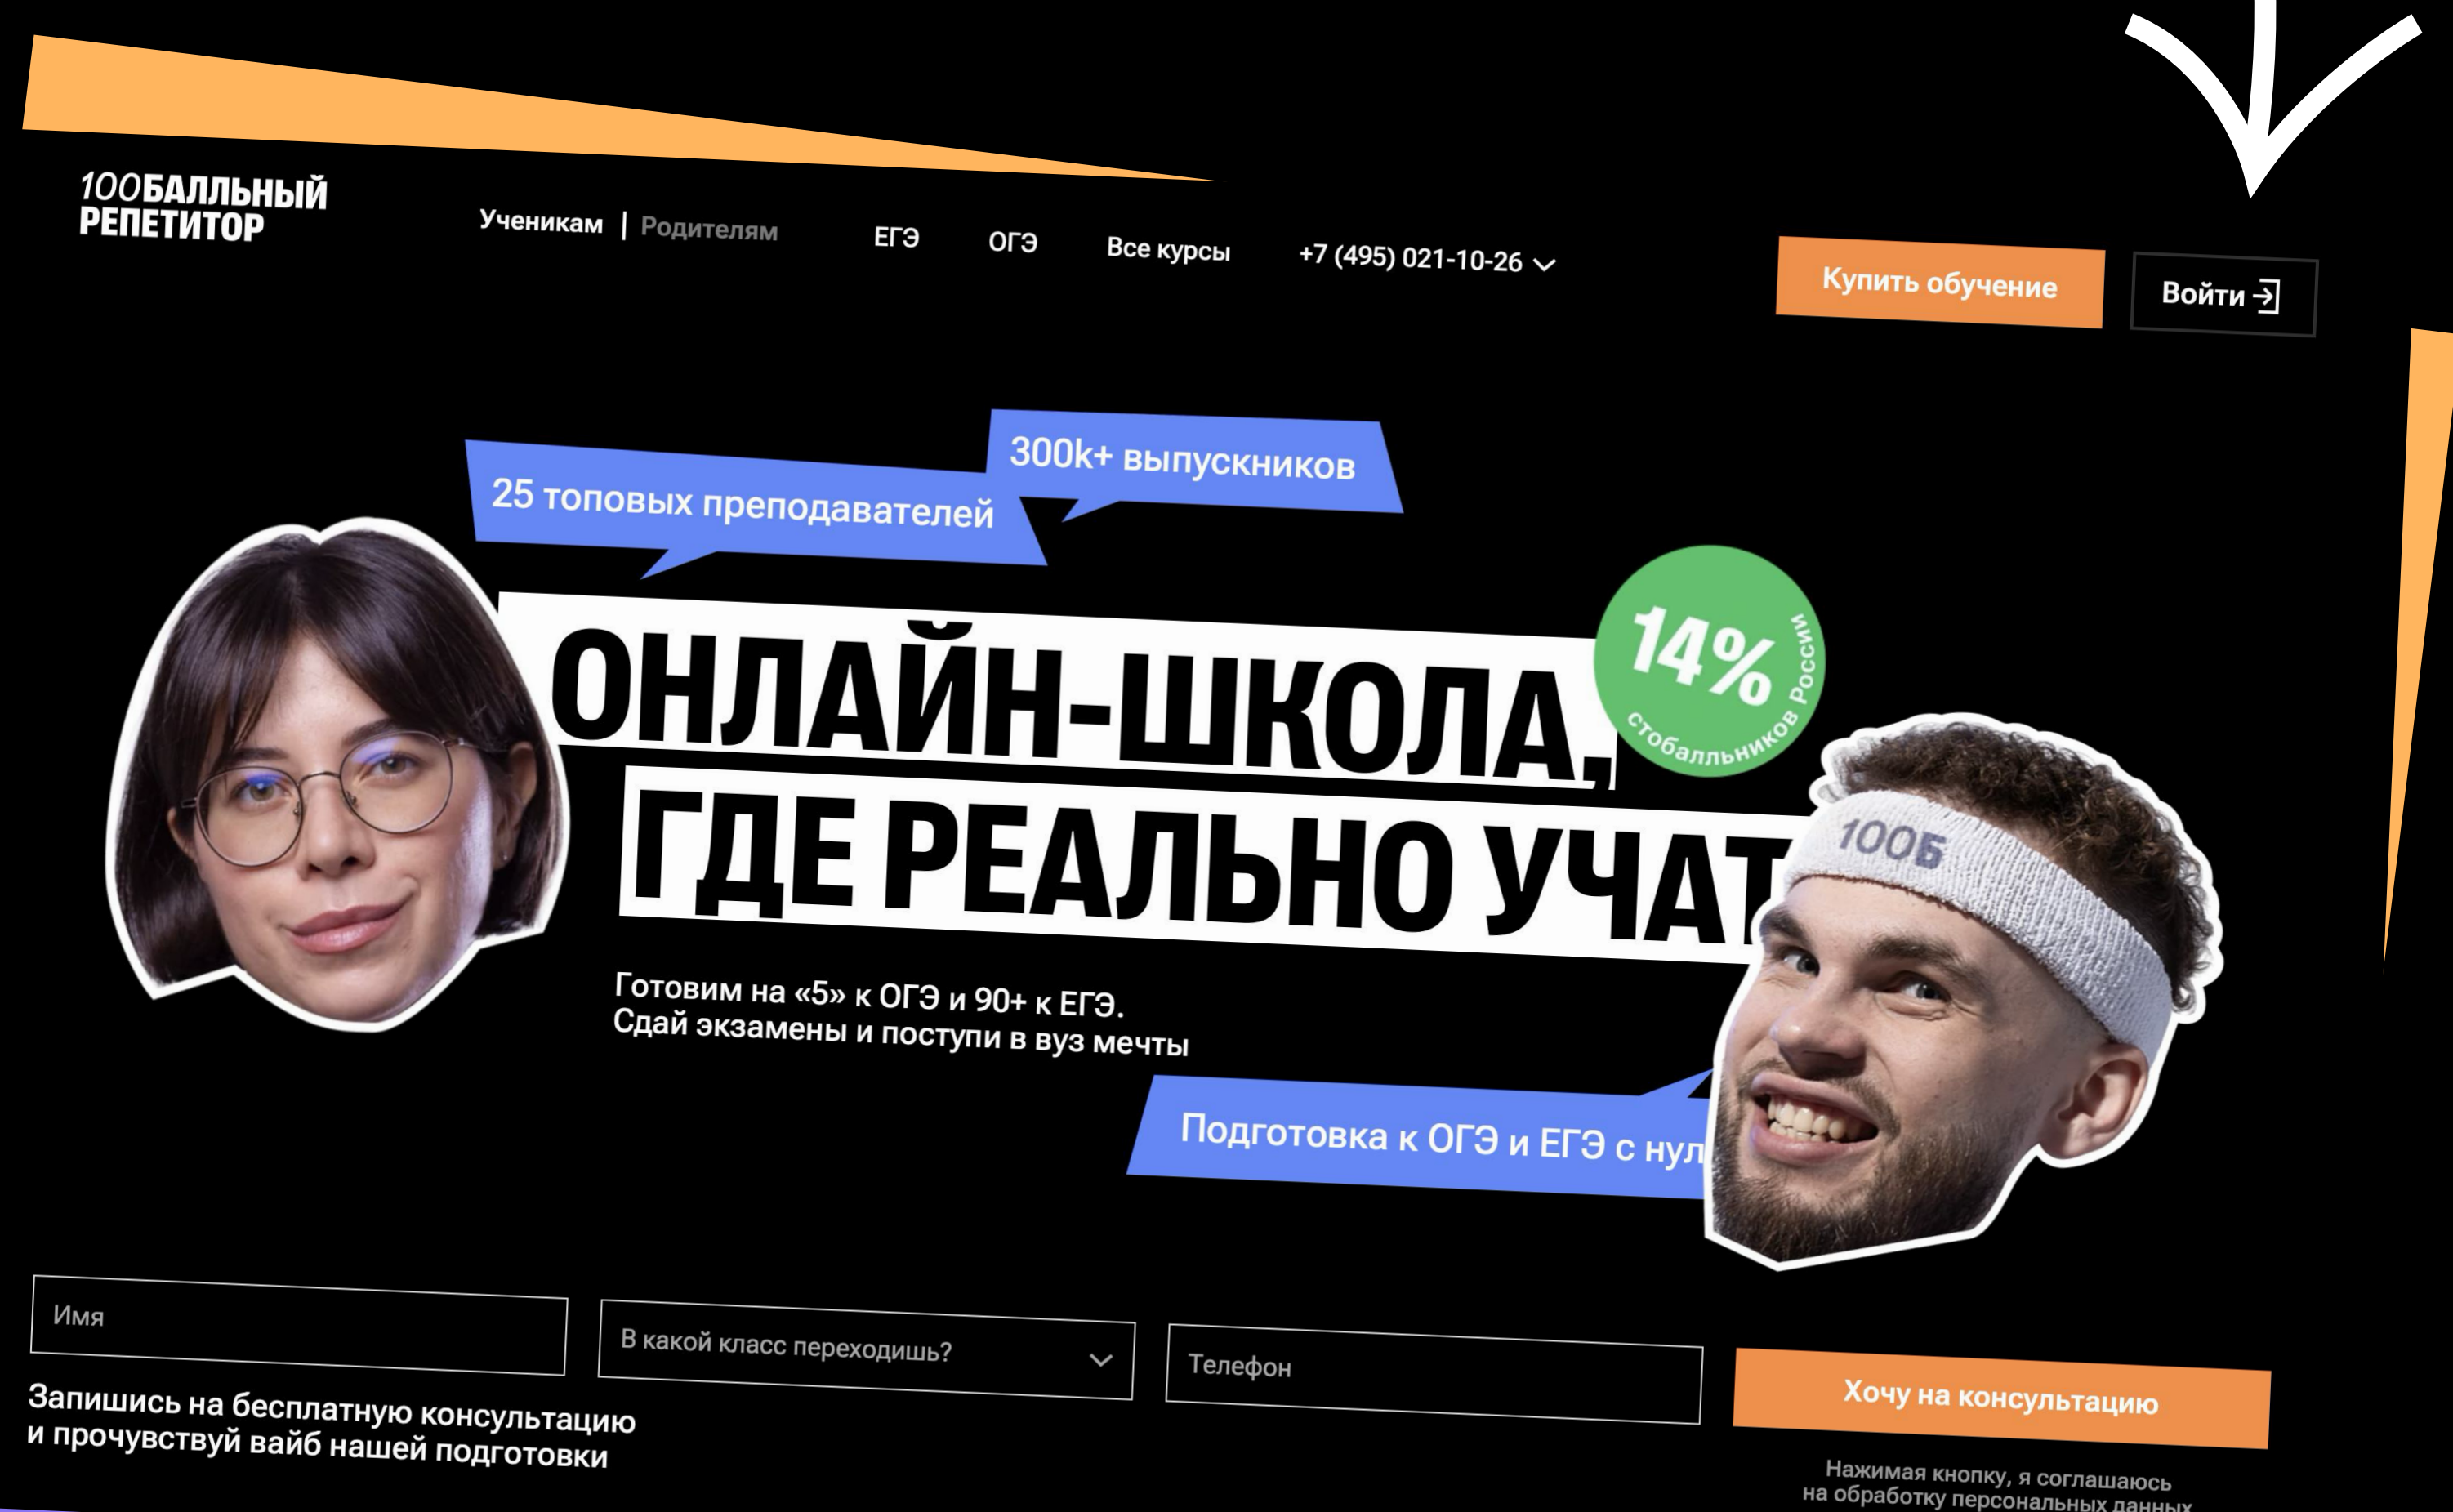 100БАЛЛЬНЫЙ
РЕПЕТИТОР
Ученикам | Родителям
ЕГЭ
ОГЭ
Все курсы
+7 (495) 021-10-26
Купить обучение
Войти
300k+ выпускников
25 топовых преподавателей
14%
стобалльников России
ОНЛАЙН-ШКОЛА,
ГДЕ РЕАЛЬНО УЧАТ
100Б
Готовим на «5» к ОГЭ и 90+ к ЕГЭ.
Сдай экзамены и поступи в вуз мечты
Подготовка к ОГЭ и ЕГЭ с нул
Имя
В какой класс переходишь?
Телефон
Хочу на консультацию
Запишись на бесплатную консультацию
и прочувствуй вайб нашей подготовки
Нажимая кнопку, я соглашаюсь
на обработку персональных данных